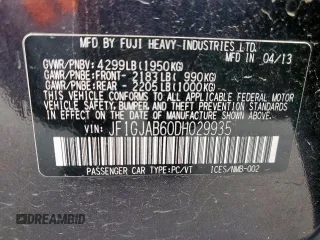 MFD. BY FUJI HEAVY-INDUSTRIES LTD.
GVWR/PNBV: 4299LB (1950KG) IN 04/13
GAWR/PNBE:FRONT- 2183LB ( 990KG)
GAWR/PNBE:REAR - 2205LB (1000KG)
THIS VEHICLE CONFORMS TO ALL APPLICABLE
FEDERAL MOTOR VEHICLE SAFETY, BUMPER, AND THEFT
PREVENTION STANDARDS IN EFFECT ON THE DATE OF
MANUFACTURE SHOWN ABOVE.
VIN: JF1GJAB60DH029935
PASSENGER CAR TYPE:PC/VT ICES/NMB-002
DREAMBID